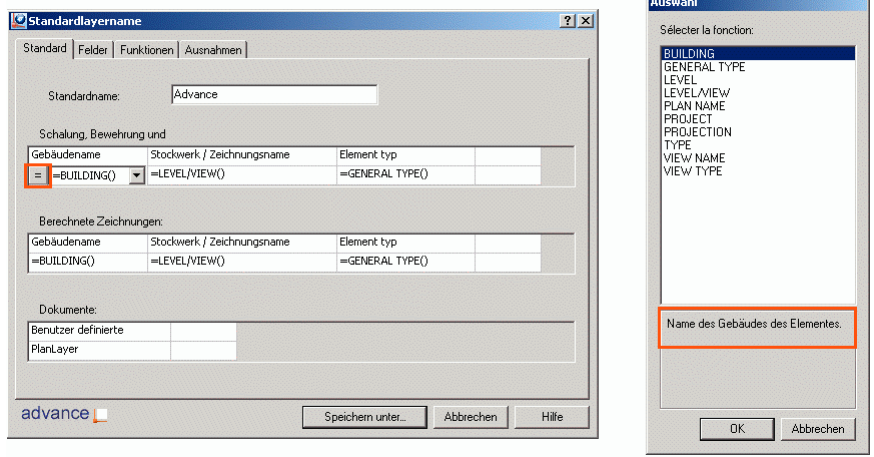 Standardlayername
Standard Felder Funktionen Ausnahmen
Standardname: Advance
Schalung, Bewehrung und
Gebäudename Stockwerk / Zeichnungsname Element typ
= =BUILDING() =LEVEL/VIEW() =GENERAL TYPE()
Berechnete Zeichnungen:
Gebäudename Stockwerk / Zeichnungsname Element typ
=BUILDING() =LEVEL/VIEW() =GENERAL TYPE()
Dokumente:
Benutzer definierte
PlanLayer
advance
Speichern unter... Abbrechen Hilfe
Auswahl
Sélecter la fonction:
BUILDING
GENERAL TYPE
LEVEL
LEVEL/VIEW
PLAN NAME
PROJECT
PROJECTION
TYPE
VIEW NAME
VIEW TYPE
Name des Gebäudes des Elementes.
OK Abbrechen